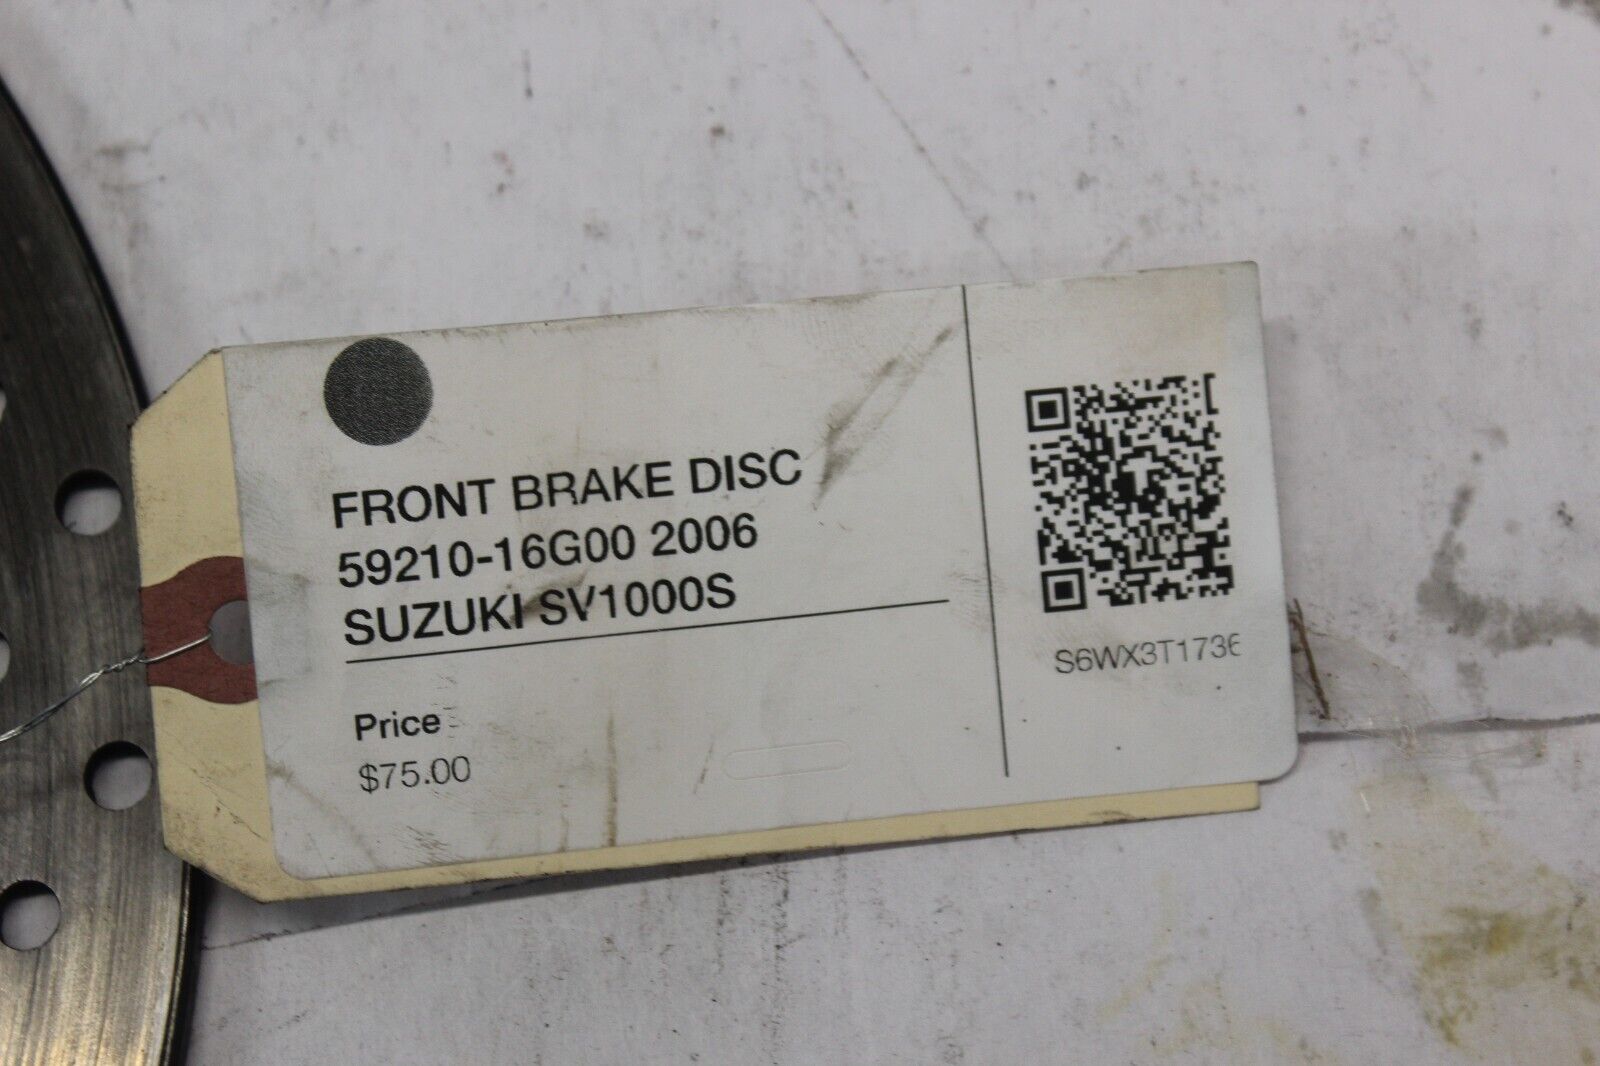 FRONT BRAKE DISC
59210-16G00 2006
SUZUKI SV1000S
Price
$75.00
S6WX3T1736